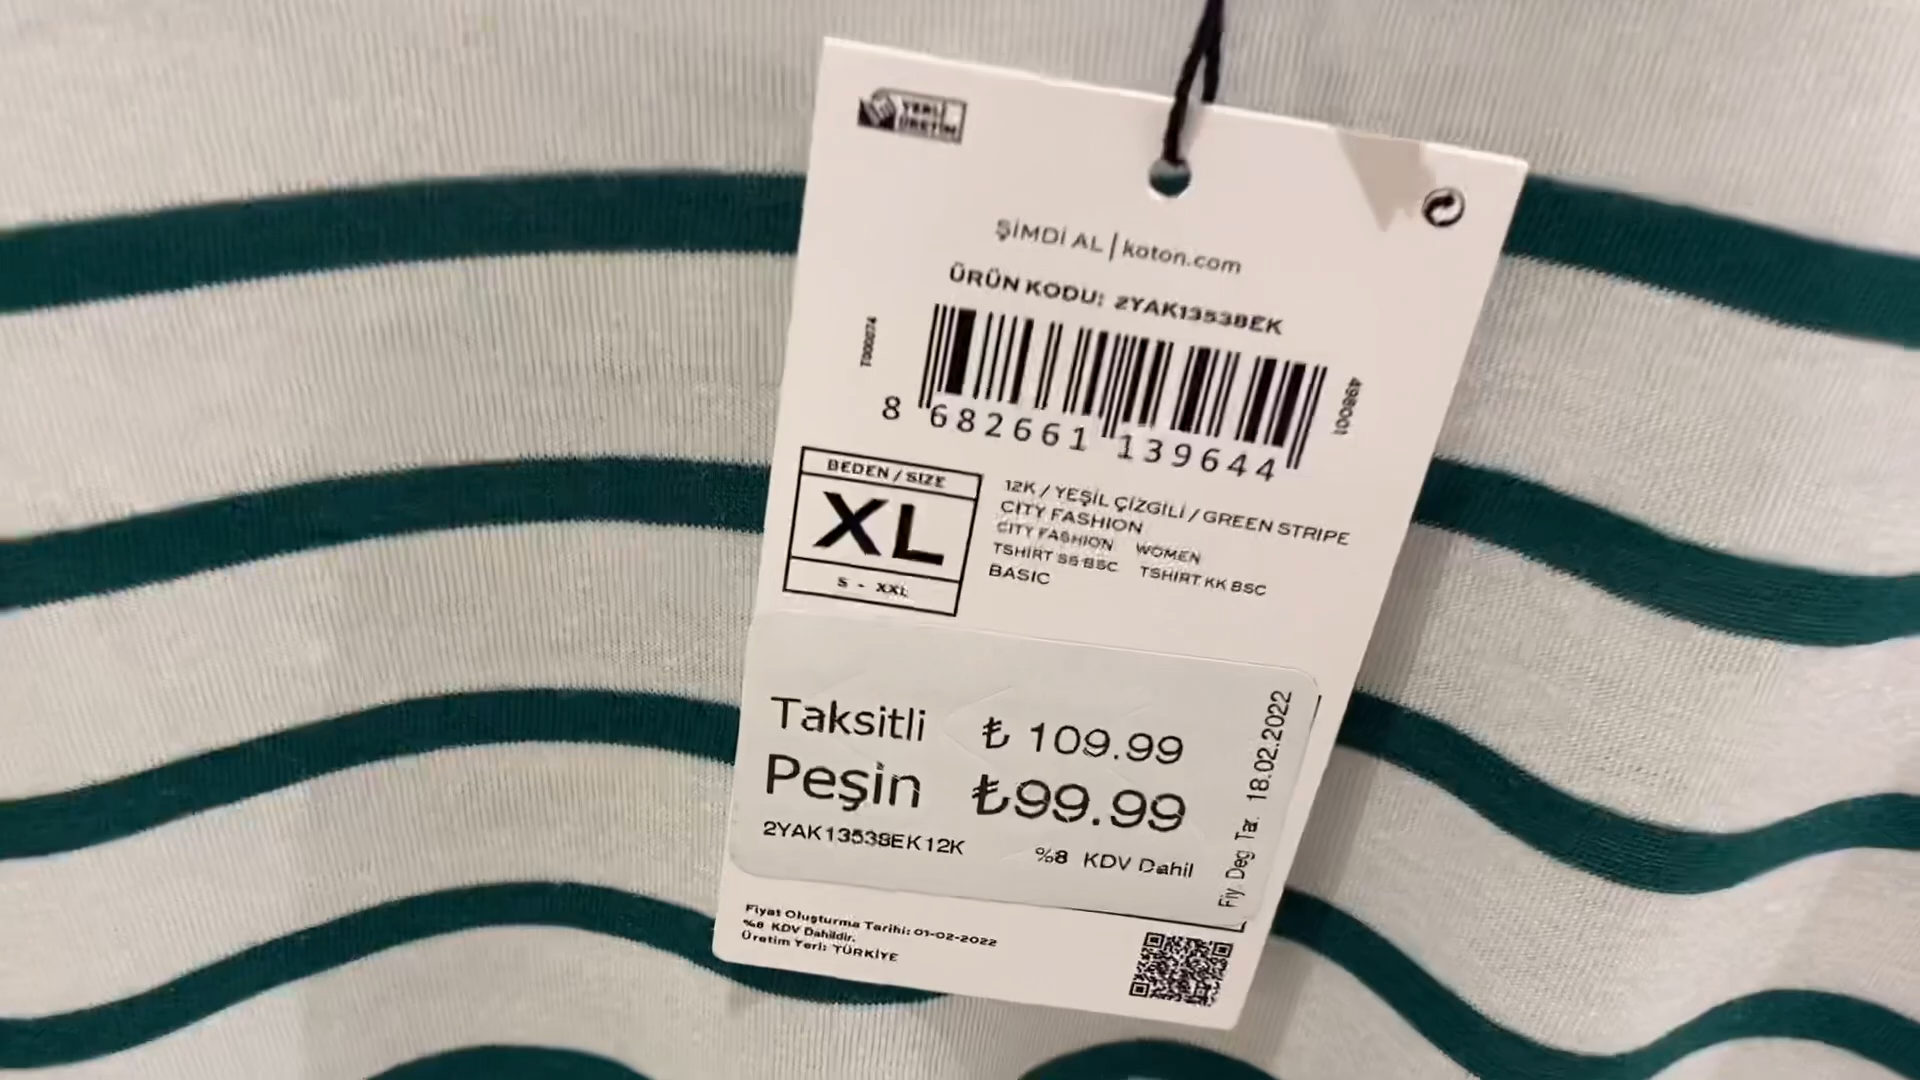 YERLİ
ÜRETİM
ŞİMDİ AL | koton.com
ÜRÜN KODU: 2YAK13538EK
T000074
498001
8 682661 139644
BEDEN / SIZE
XL
S - XXL
12K / YEŞİL ÇİZGİLİ / GREEN STRIPE
CITY FASHION
CITY FASHION WOMEN
TSHIRT SS BSC TSHIRT KK BSC
BASIC
Taksitli ₺ 109.99
Peşin ₺99.99
2YAK13538EK12K %8 KDV Dahil
Fiy. Deg Tar. 18.02.2022
Fiyat Oluşturma Tarihi: 01-02-2022
%8 KDV Dahildir.
Üretim Yeri: TÜRKİYE